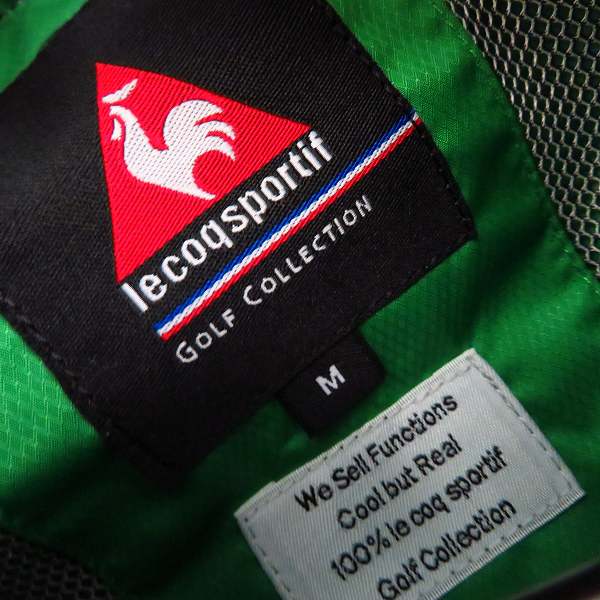 lecoqsportif
GOLF COLLECTION
M
We Sell Functions
Cool but Real
100% le coq sportif
Golf Collection